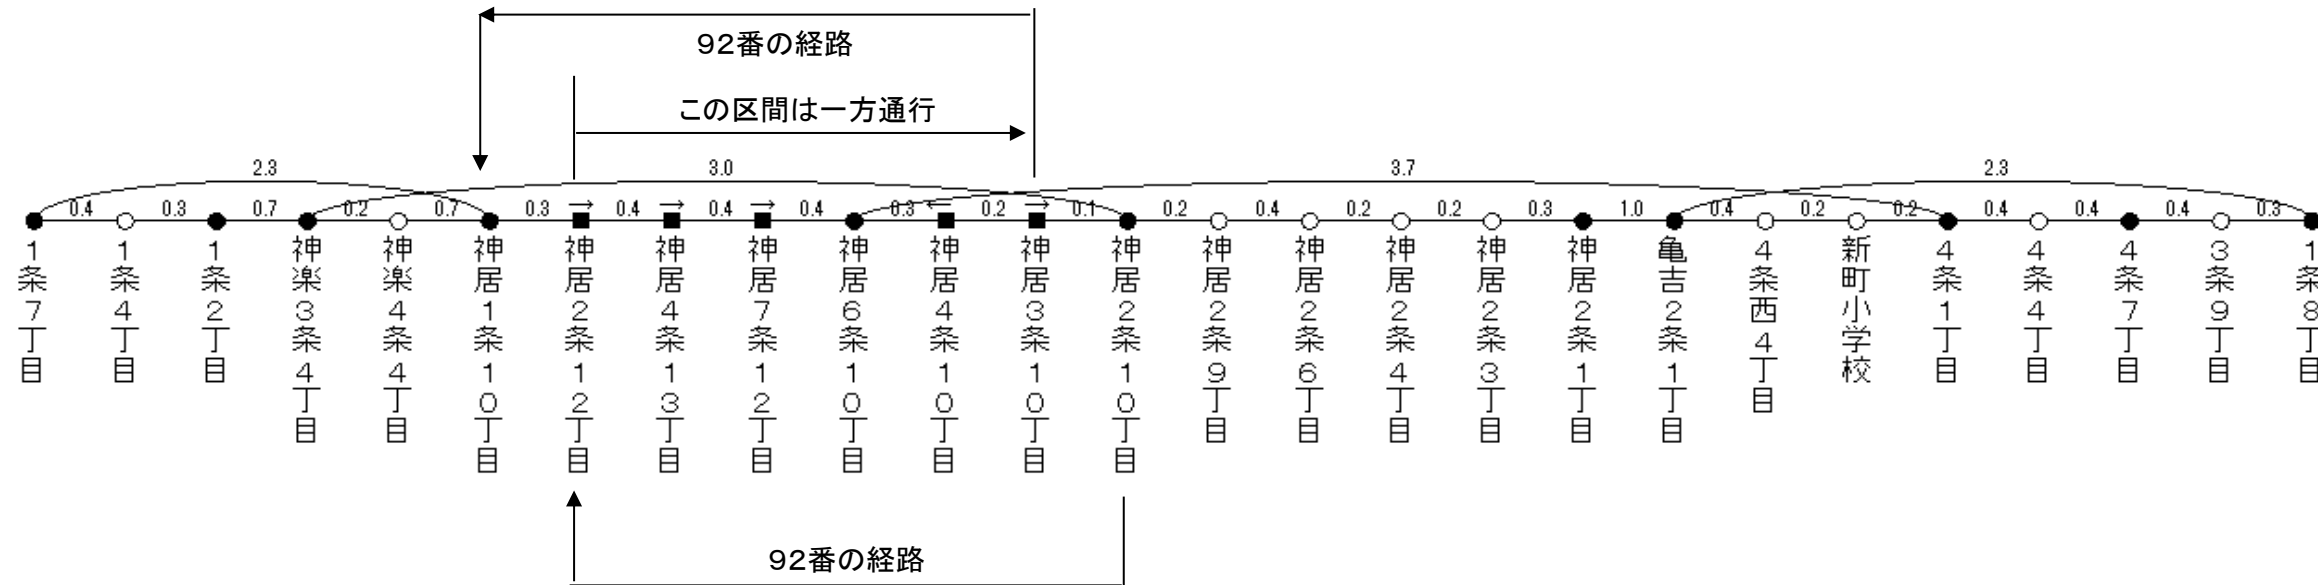 92番の経路
この区間は一方通行
2.3
3.0
3.7
2.3
0.4 0.3 0.7 0.2 0.7 0.3 0.4 0.4 0.4 0.3 0.2 0.1 0.2 0.4 0.2 0.2 0.3 1.0 0.4 0.2 0.2 0.4 0.4 0.4 0.3
→ → → ← →
1条7丁目
1条4丁目
1条2丁目
神楽3条4丁目
神楽4条4丁目
神居1条10丁目
神居2条12丁目
神居4条13丁目
神居7条12丁目
神居6条10丁目
神居4条10丁目
神居3条10丁目
神居2条10丁目
神居2条9丁目
神居2条6丁目
神居2条4丁目
神居2条3丁目
神居2条1丁目
亀吉2条1丁目
4条西4丁目
新町小学校
4条1丁目
4条4丁目
4条7丁目
3条9丁目
1条8丁目
92番の経路